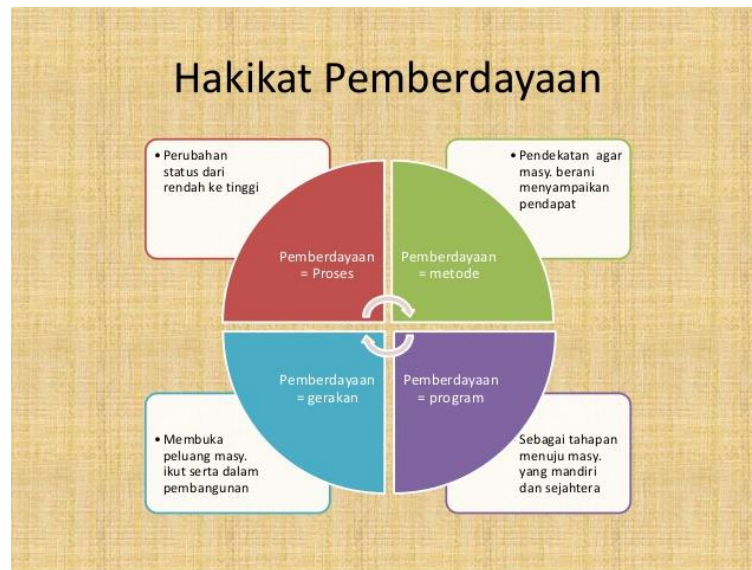 Hakikat Pemberdayaan
• Perubahan
status dari
rendah ke tinggi
• Pendekatan agar
masy. berani
menyampaikan
pendapat
Pemberdayaan
= Proses
Pemberdayaan
= metode
Pemberdayaan
= gerakan
Pemberdayaan
= program
• Membuka
peluang masy.
ikut serta dalam
pembangunan
Sebagai tahapan
menuju masy.
yang mandiri
dan sejahtera